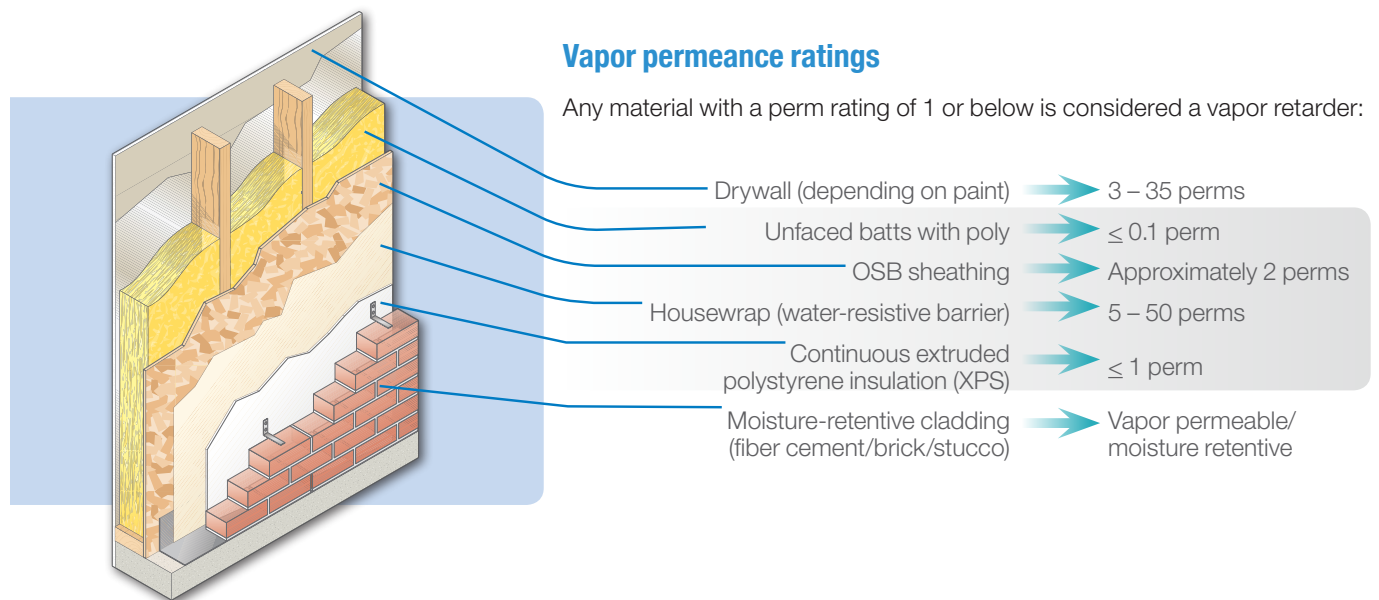 Vapor permeance ratings
Any material with a perm rating of 1 or below is considered a vapor retarder:
Drywall (depending on paint) 3 – 35 perms
Unfaced batts with poly ≤ 0.1 perm
OSB sheathing Approximately 2 perms
Housewrap (water-resistive barrier) 5 – 50 perms
Continuous extruded
polystyrene insulation (XPS) ≤ 1 perm
Moisture-retentive cladding Vapor permeable/
(fiber cement/brick/stucco) moisture retentive